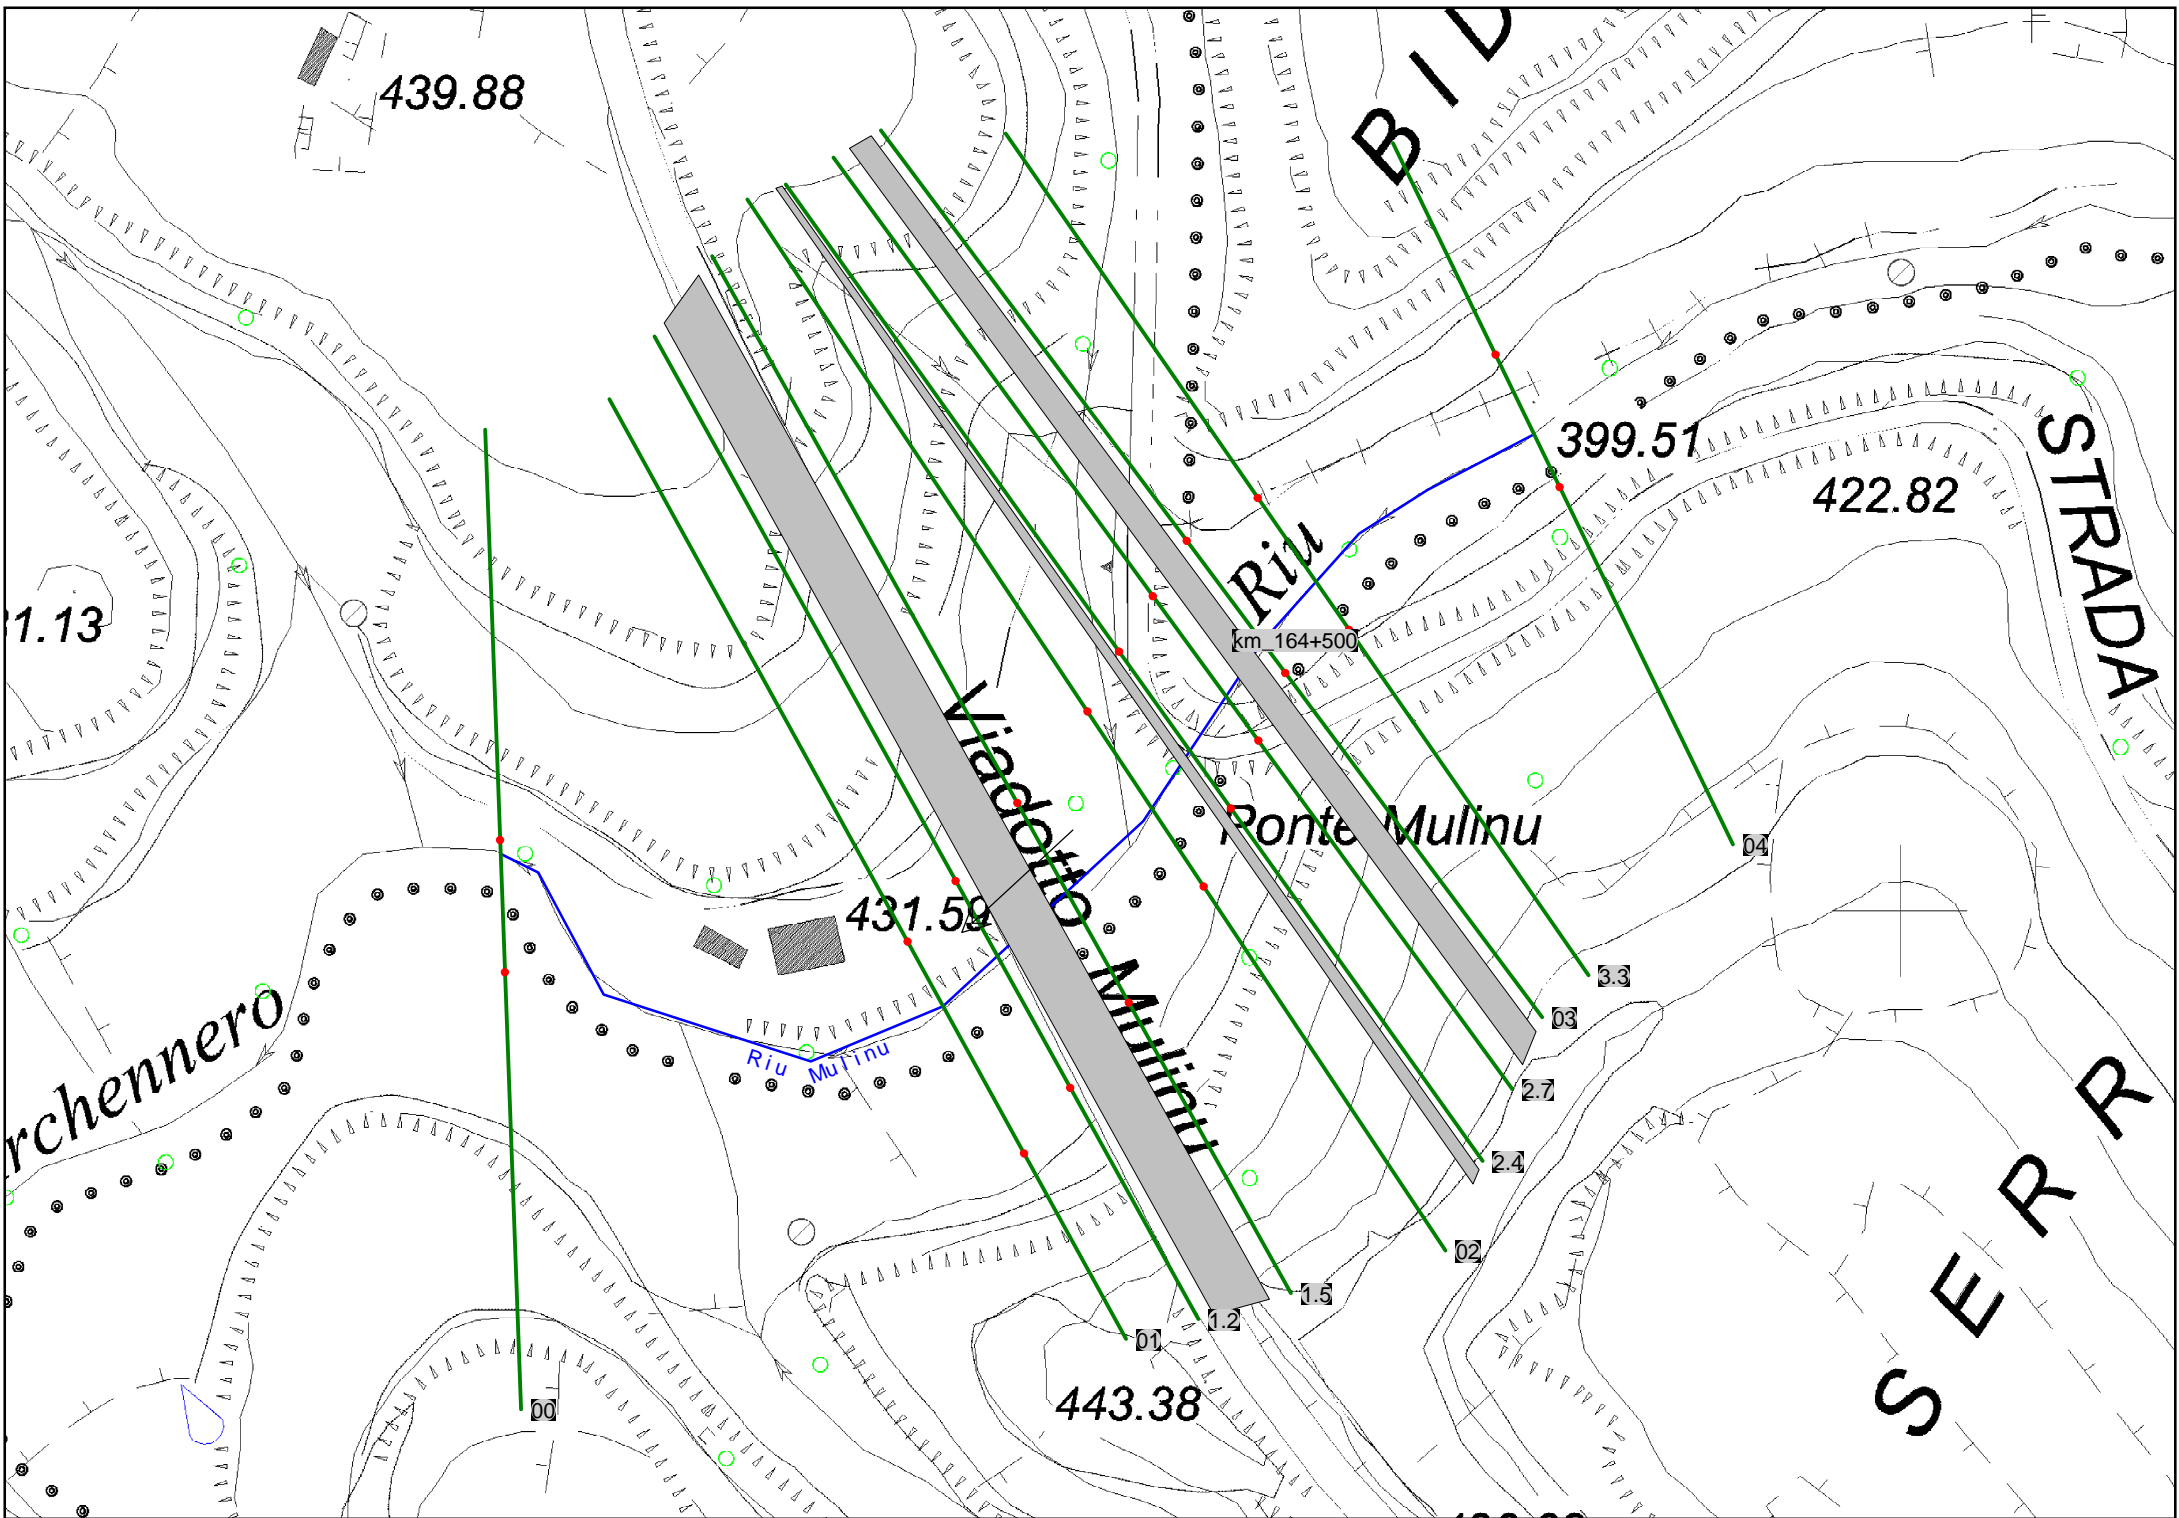 BID
439.88
399.51
422.82
STRADA
Riu
km_164+500
Viadotto Mulinu
Ponte Mulinu
04
431.59
3.3
03
Riu Mulinu
2.7
2.4
02
1.5
1.2
01
00
443.38
SERR
rchennero
1.13